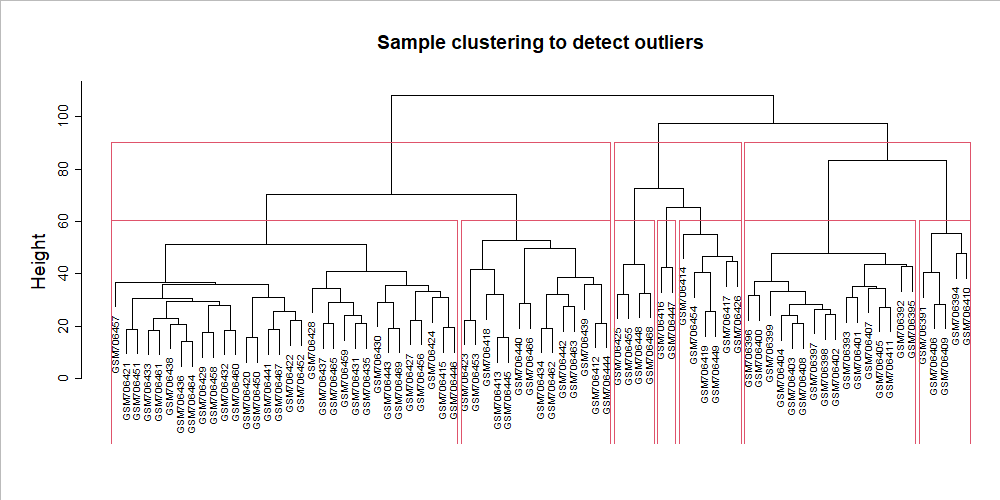 Sample clustering to detect outliers
Height
0
20
40
60
80
100
GSM706457
GSM706421
GSM706451
GSM706433
GSM706461
GSM706438
GSM706436
GSM706464
GSM706429
GSM706458
GSM706432
GSM706460
GSM706420
GSM706450
GSM706441
GSM706467
GSM706422
GSM706452
GSM706428
GSM706437
GSM706465
GSM706459
GSM706431
GSM706435
GSM706430
GSM706443
GSM706469
GSM706427
GSM706456
GSM706424
GSM706415
GSM706446
GSM706423
GSM706453
GSM706418
GSM706413
GSM706445
GSM706440
GSM706466
GSM706434
GSM706462
GSM706442
GSM706463
GSM706439
GSM706412
GSM706444
GSM706425
GSM706455
GSM706448
GSM706468
GSM706416
GSM706447
GSM706414
GSM706454
GSM706419
GSM706449
GSM706417
GSM706426
GSM706396
GSM706400
GSM706399
GSM706404
GSM706403
GSM706408
GSM706397
GSM706398
GSM706402
GSM706393
GSM706401
GSM706407
GSM706405
GSM706411
GSM706392
GSM706395
GSM706391
GSM706406
GSM706409
GSM706394
GSM706410